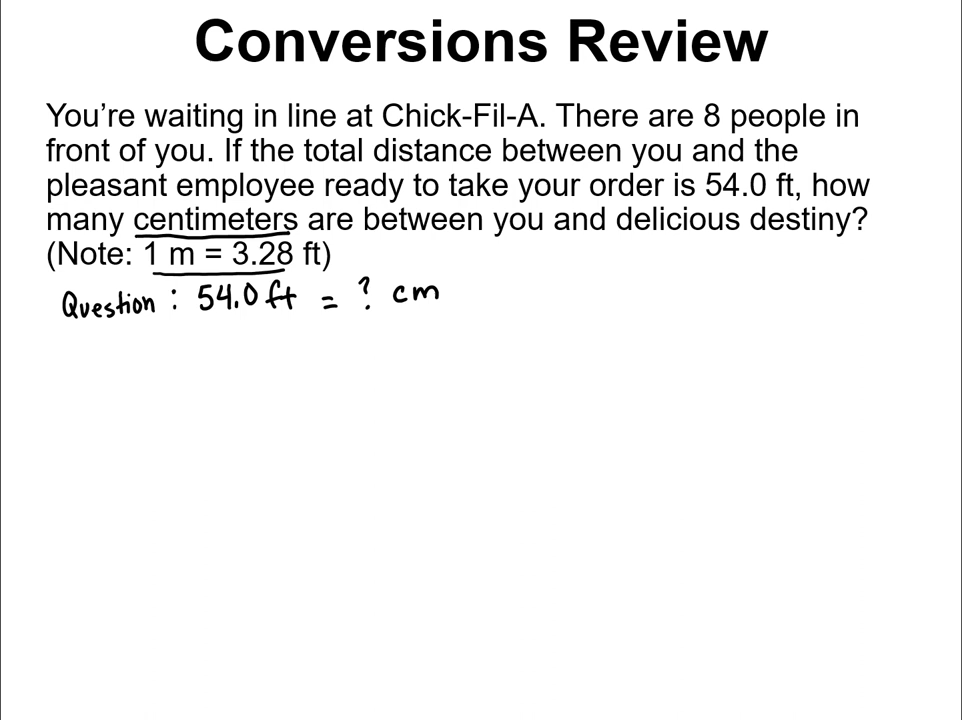 Conversions Review
You’re waiting in line at Chick-Fil-A. There are 8 people in
front of you. If the total distance between you and the
pleasant employee ready to take your order is 54.0 ft, how
many centimeters are between you and delicious destiny?
(Note: 1 m = 3.28 ft)
Question : 54.0 ft = ? cm